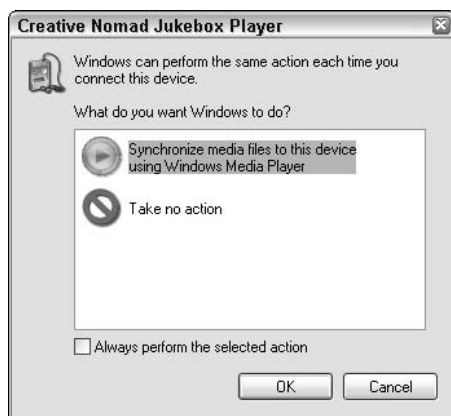 Creative Nomad Jukebox Player
Windows can perform the same action each time you
connect this device.
What do you want Windows to do?
Synchronize media files to this device
using Windows Media Player
Take no action
Always perform the selected action
OK
Cancel